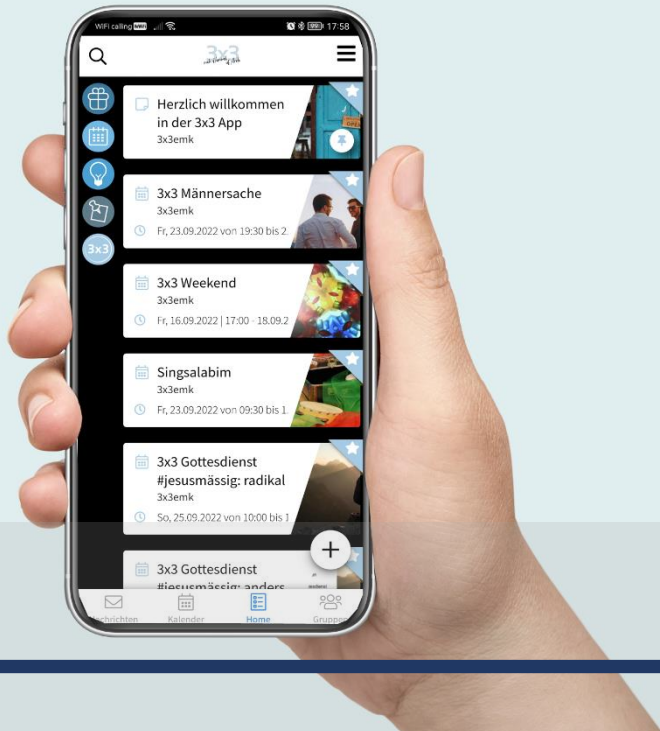 WiFi calling
17:58
3x3
Herzlich willkommen
in der 3x3 App
3x3emk
3x3 Männersache
3x3emk
Fr, 23.09.2022 von 19:30 bis 2
3x3
3x3 Weekend
3x3emk
Fr, 16.09.2022 | 17:00 - 18.09.2
Singsalabim
3x3emk
Fr, 23.09.2022 von 09:30 bis 1
3x3 Gottesdienst
#jesusmässig: radikal
3x3emk
So, 25.09.2022 von 10:00 bis 1
+
3x3 Gottesdienst
#jesusmässig: anders
Nachrichten Kalender Home Gruppen